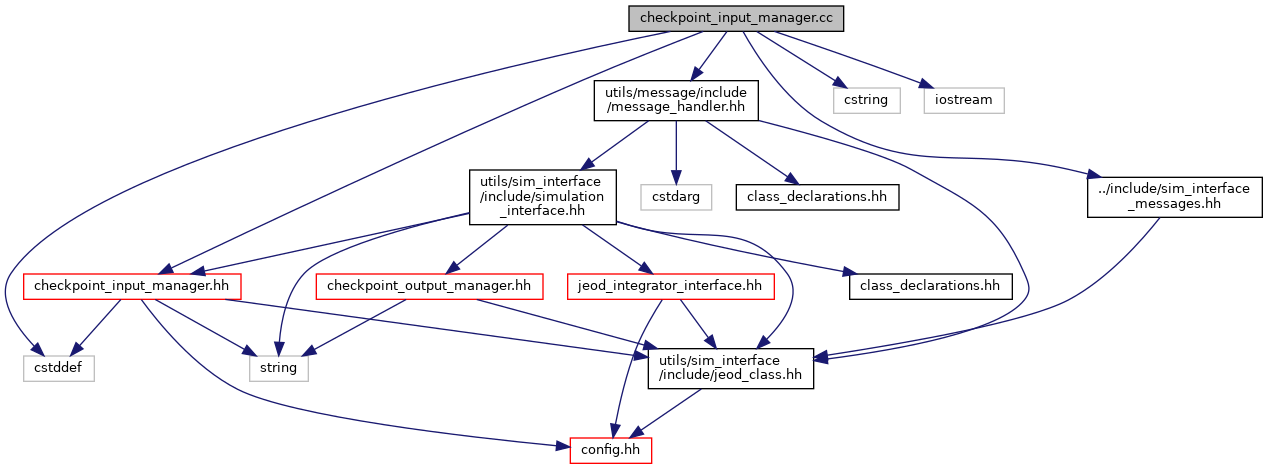 checkpoint_input_manager.cc
utils/message/include
/message_handler.hh
cstring
iostream
utils/sim_interface
/include/simulation
_interface.hh
cstdarg
class_declarations.hh
../include/sim_interface
_messages.hh
checkpoint_input_manager.hh
checkpoint_output_manager.hh
jeod_integrator_interface.hh
class_declarations.hh
cstddef
string
utils/sim_interface
/include/jeod_class.hh
config.hh